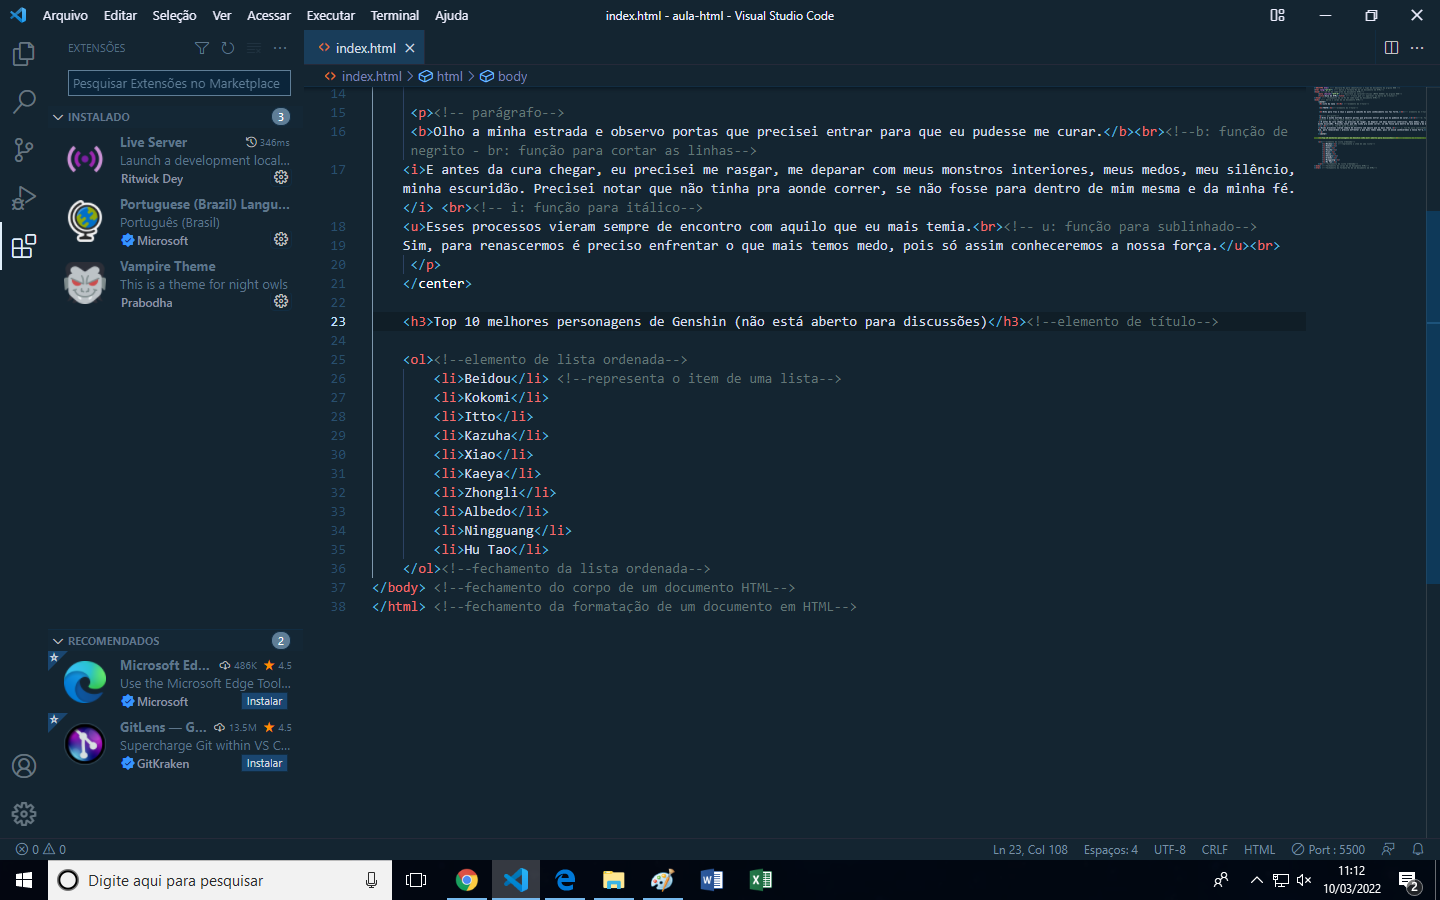 Arquivo Editar Seleção Ver Acessar Executar Terminal Ajuda
index.html - aula-html - Visual Studio Code
EXTENSÕES
Pesquisar Extensões no Marketplace
INSTALADO 3
Live Server 346ms
Launch a development local...
Ritwick Dey
Portuguese (Brazil) Langu...
Português (Brasil)
Microsoft
Vampire Theme
This is a theme for night owls
Prabodha
RECOMENDADOS 2
Microsoft Ed... 486K 4.5
Use the Microsoft Edge Tool...
Microsoft Instalar
GitLens — G... 13.5M 4.5
Supercharge Git within VS C...
GitKraken Instalar
index.html
index.html > html > body
14
15 <p><!-- parágrafo-->
16 <b>Olho a minha estrada e observo portas que precisei entrar para que eu pudesse me curar.</b><br><!--b: função de
negrito - br: função para cortar as linhas-->
17 <i>E antes da cura chegar, eu precisei me rasgar, me deparar com meus monstros interiores, meus medos, meu silêncio,
minha escuridão. Precisei notar que não tinha pra aonde correr, se não fosse para dentro de mim mesma e da minha fé.
</i> <br><!-- i: função para itálico-->
18 <u>Esses processos vieram sempre de encontro com aquilo que eu mais temia.<br><!-- u: função para sublinhado-->
19 Sim, para renascermos é preciso enfrentar o que mais temos medo, pois só assim conheceremos a nossa força.</u><br>
20 </p>
21 </center>
22
23 <h3>Top 10 melhores personagens de Genshin (não está aberto para discussões)</h3><!--elemento de título-->
24
25 <ol><!--elemento de lista ordenada-->
26 <li>Beidou</li> <!--representa o item de uma lista-->
27 <li>Kokomi</li>
28 <li>Itto</li>
29 <li>Kazuha</li>
30 <li>Xiao</li>
31 <li>Kaeya</li>
32 <li>Zhongli</li>
33 <li>Albedo</li>
34 <li>Ningguang</li>
35 <li>Hu Tao</li>
36 </ol><!--fechamento da lista ordenada-->
37 </body> <!--fechamento do corpo de um documento HTML-->
38 </html> <!--fechamento da formatação de um documento em HTML-->
0 0
Ln 23, Col 108 Espaços: 4 UTF-8 CRLF HTML Port : 5500
Digite aqui para pesquisar
11:12
10/03/2022
2